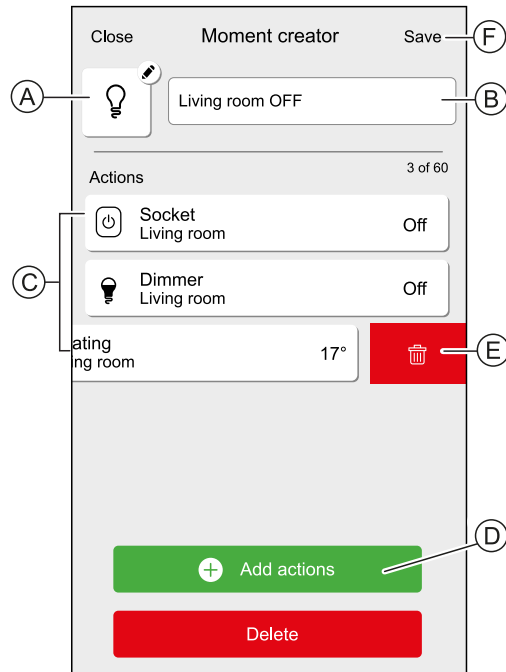 Close Moment creator Save
F
A
Living room OFF
B
3 of 60
Actions
Socket
Living room
Off
C
Dimmer
Living room
Off
ating
ing room
17°
E
D
Add actions
Delete